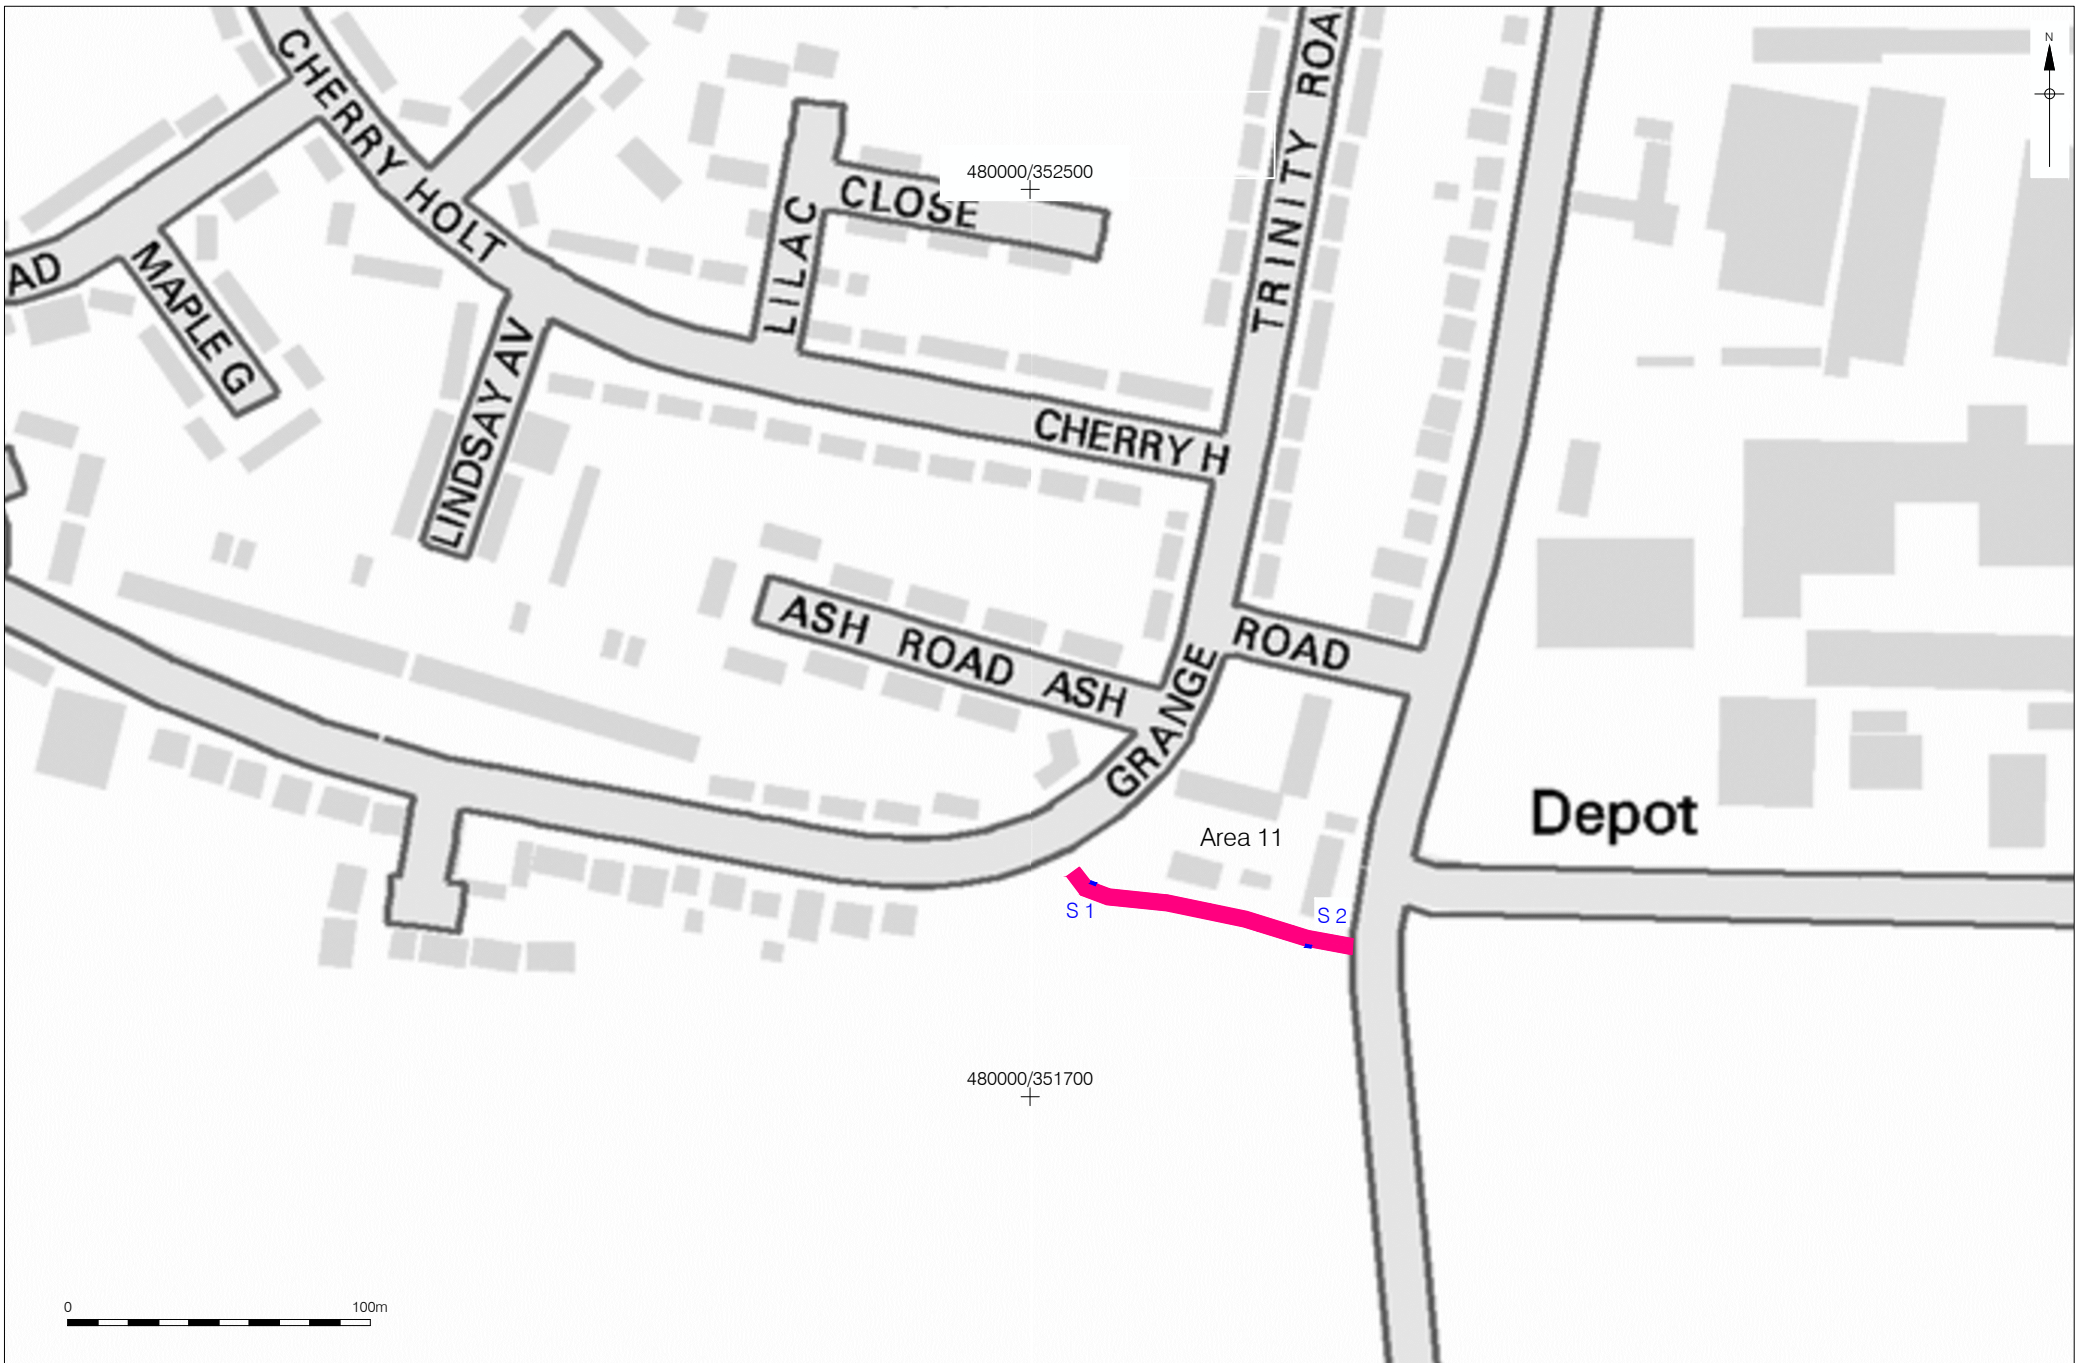 N
CHERRY HOLT
TRINITY ROA
480000/352500
CLOSE
LILAC
AD
MAPLE G
LINDSAY AV
CHERRY H
ASH ROAD ASH
GRANGE
ROAD
Depot
Area 11
S 1
S 2
480000/351700
0
100m